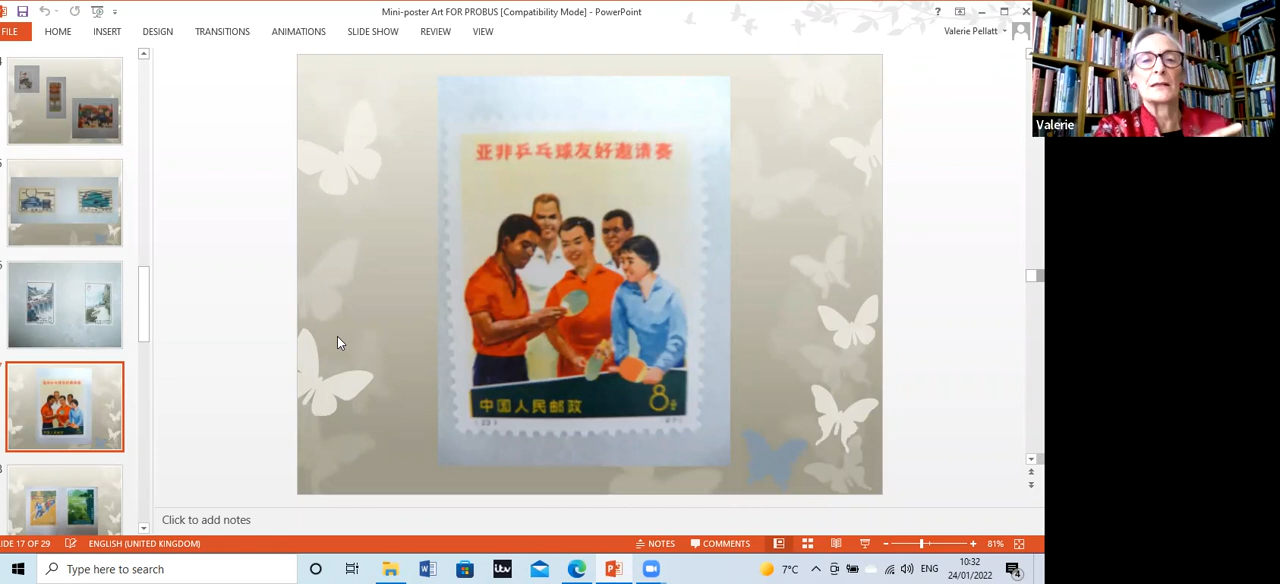 Mini-poster Art FOR PROBUS [Compatibility Mode] - PowerPoint
?
FILE
HOME
INSERT
DESIGN
TRANSITIONS
ANIMATIONS
SLIDE SHOW
REVIEW
VIEW
Valerie Pellatt
Valerie
亚非乒乓球友好邀请赛
中国人民邮政
8分
Click to add notes
IDE 17 OF 29
ENGLISH (UNITED KINGDOM)
NOTES
COMMENTS
81%
Type here to search
itv
7°C
ENG
10:32
24/01/2022
4